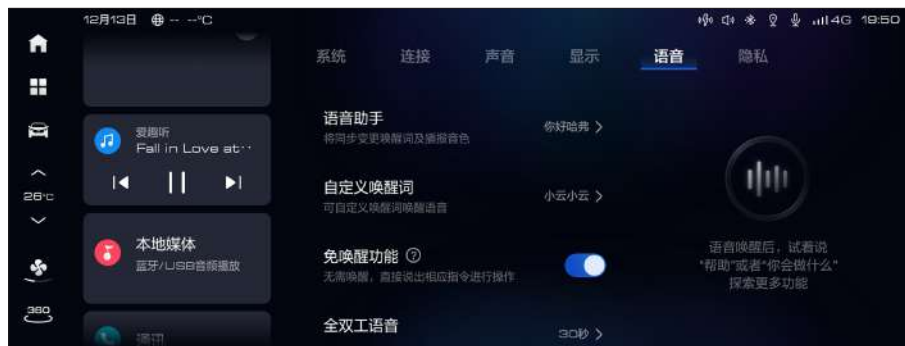 12月13日 -- --°C
4G 19:50
系统 连接 声音 显示 语音 隐私
爱趣听
Fall in Love at··
26°C
本地媒体
蓝牙/USB音频播放
360
通讯
语音助手
将同步变更唤醒词及播报音色
你好哈弗
自定义唤醒词
可自定义唤醒词唤醒语音
小云小云
免唤醒功能
无需唤醒，直接说出相应指令进行操作
全双工语音
30秒
语音唤醒后，试着说
"帮助"或者"你会做什么"
探索更多功能